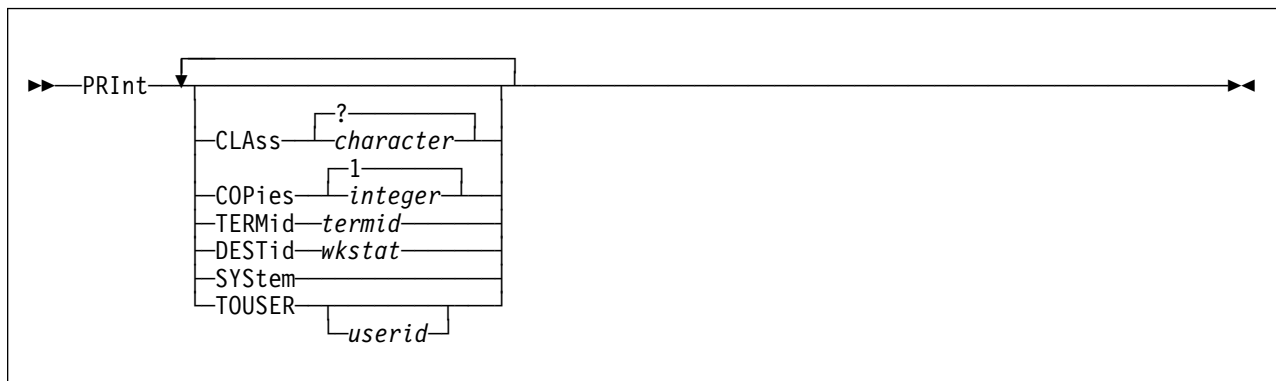 PRInt
?
CLAss character
1
COPies integer
TERMid termid
DESTid wkstat
SYStem
TOUSER
userid